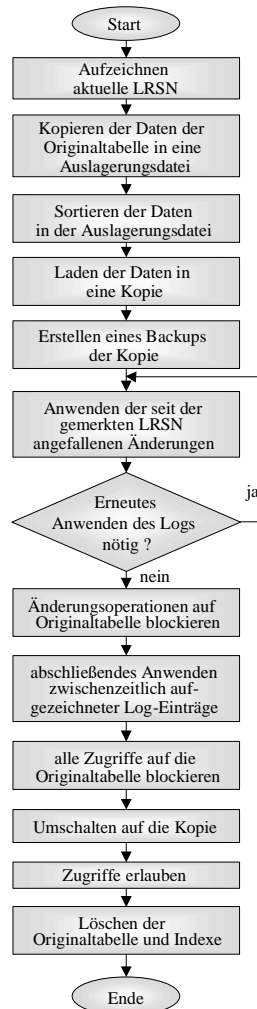 Start
Aufzeichnen
aktuelle LRSN
Kopieren der Daten der
Originaltabelle in eine
Auslagerungsdatei
Sortieren der Daten
in der Auslagerungsdatei
Laden der Daten in
eine Kopie
Erstellen eines Backups
der Kopie
Anwenden der seit der
gemerkten LRSN
angefallenen Änderungen
ja
Erneutes
Anwenden des Logs
nötig ?
nein
Änderungsoperationen auf
Originaltabelle blockieren
abschließendes Anwenden
zwischenzeitlich auf-
gezeichneter Log-Einträge
alle Zugriffe auf die
Originaltabelle blockieren
Umschalten auf die Kopie
Zugriffe erlauben
Löschen der
Originaltabelle und Indexe
Ende